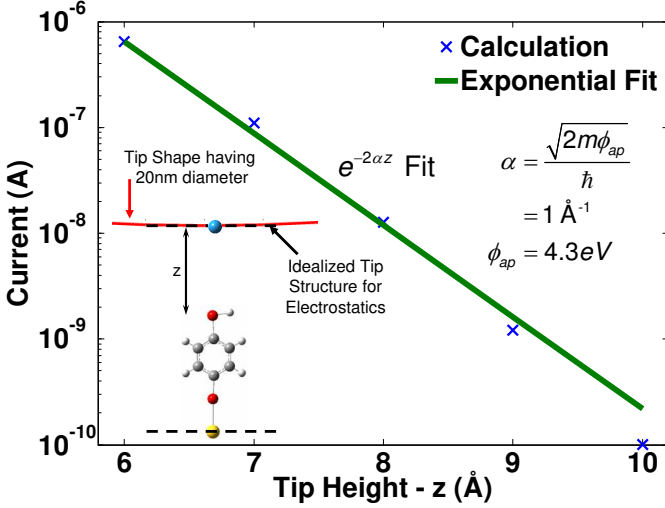 10^-6
10^-7
10^-8
10^-9
10^-10
Current (A)
Calculation
Exponential Fit
e^{-2αz} Fit
α = √(2mϕ_ap) / ħ
= 1 Å^-1
ϕ_ap = 4.3eV
Tip Shape having
20nm diameter
z
Idealized Tip
Structure for
Electrostatics
6 7 8 9 10
Tip Height - z (Å)